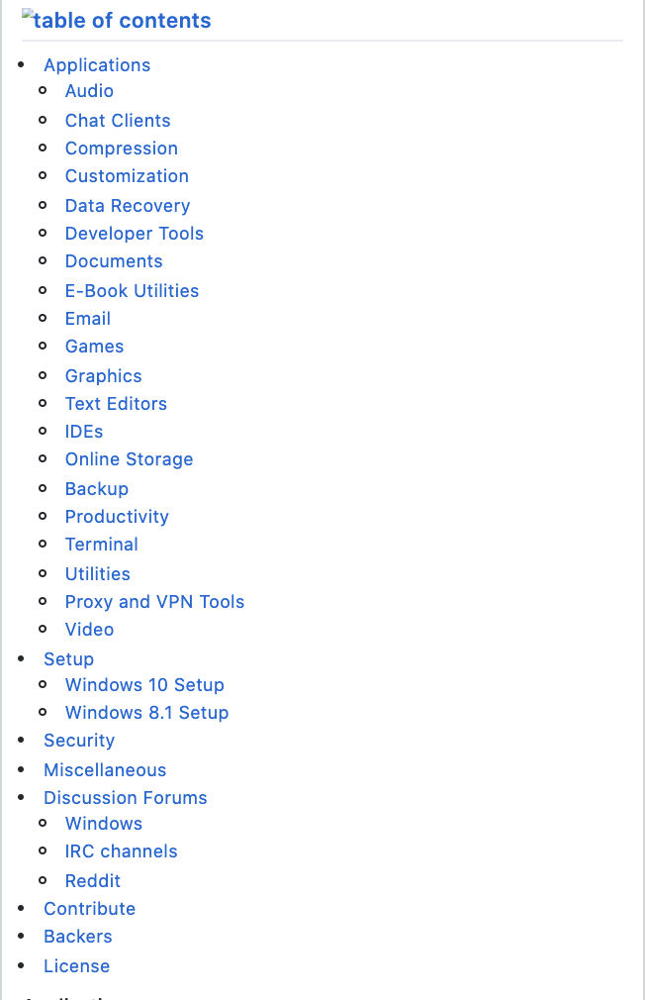 table of contents
Applications
Audio
Chat Clients
Compression
Customization
Data Recovery
Developer Tools
Documents
E-Book Utilities
Email
Games
Graphics
Text Editors
IDEs
Online Storage
Backup
Productivity
Terminal
Utilities
Proxy and VPN Tools
Video
Setup
Windows 10 Setup
Windows 8.1 Setup
Security
Miscellaneous
Discussion Forums
Windows
IRC channels
Reddit
Contribute
Backers
License